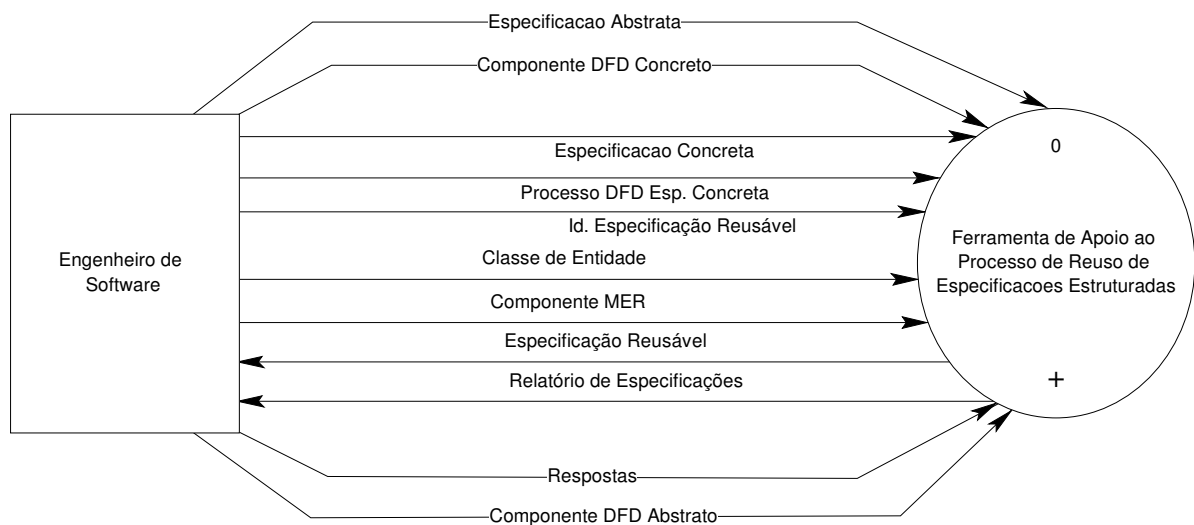 Especificacao Abstrata
Componente DFD Concreto
Especificacao Concreta
Processo DFD Esp. Concreta
Id. Especificação Reusável
Classe de Entidade
Componente MER
Especificação Reusável
Relatório de Especificações
Respostas
Componente DFD Abstrato
Engenheiro de
Software
0
Ferramenta de Apoio ao
Processo de Reuso de
Especificacoes Estruturadas
+